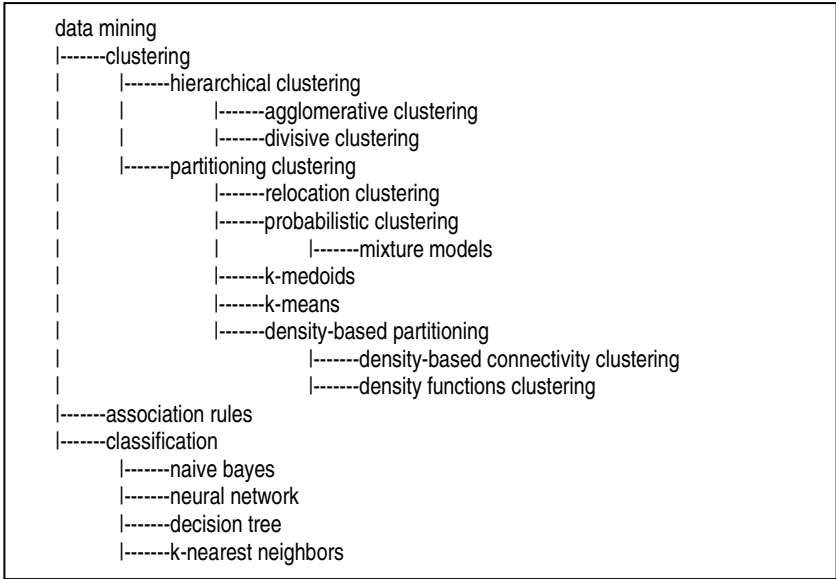 data mining
|-------clustering
|       |-------hierarchical clustering
|       |       |-------agglomerative clustering
|       |       |-------divisive clustering
|       |-------partitioning clustering
|               |-------relocation clustering
|               |-------probabilistic clustering
|               |       |-------mixture models
|               |-------k-medoids
|               |-------k-means
|               |-------density-based partitioning
|                       |-------density-based connectivity clustering
|                       |-------density functions clustering
|-------association rules
|-------classification
        |-------naive bayes
        |-------neural network
        |-------decision tree
        |-------k-nearest neighbors